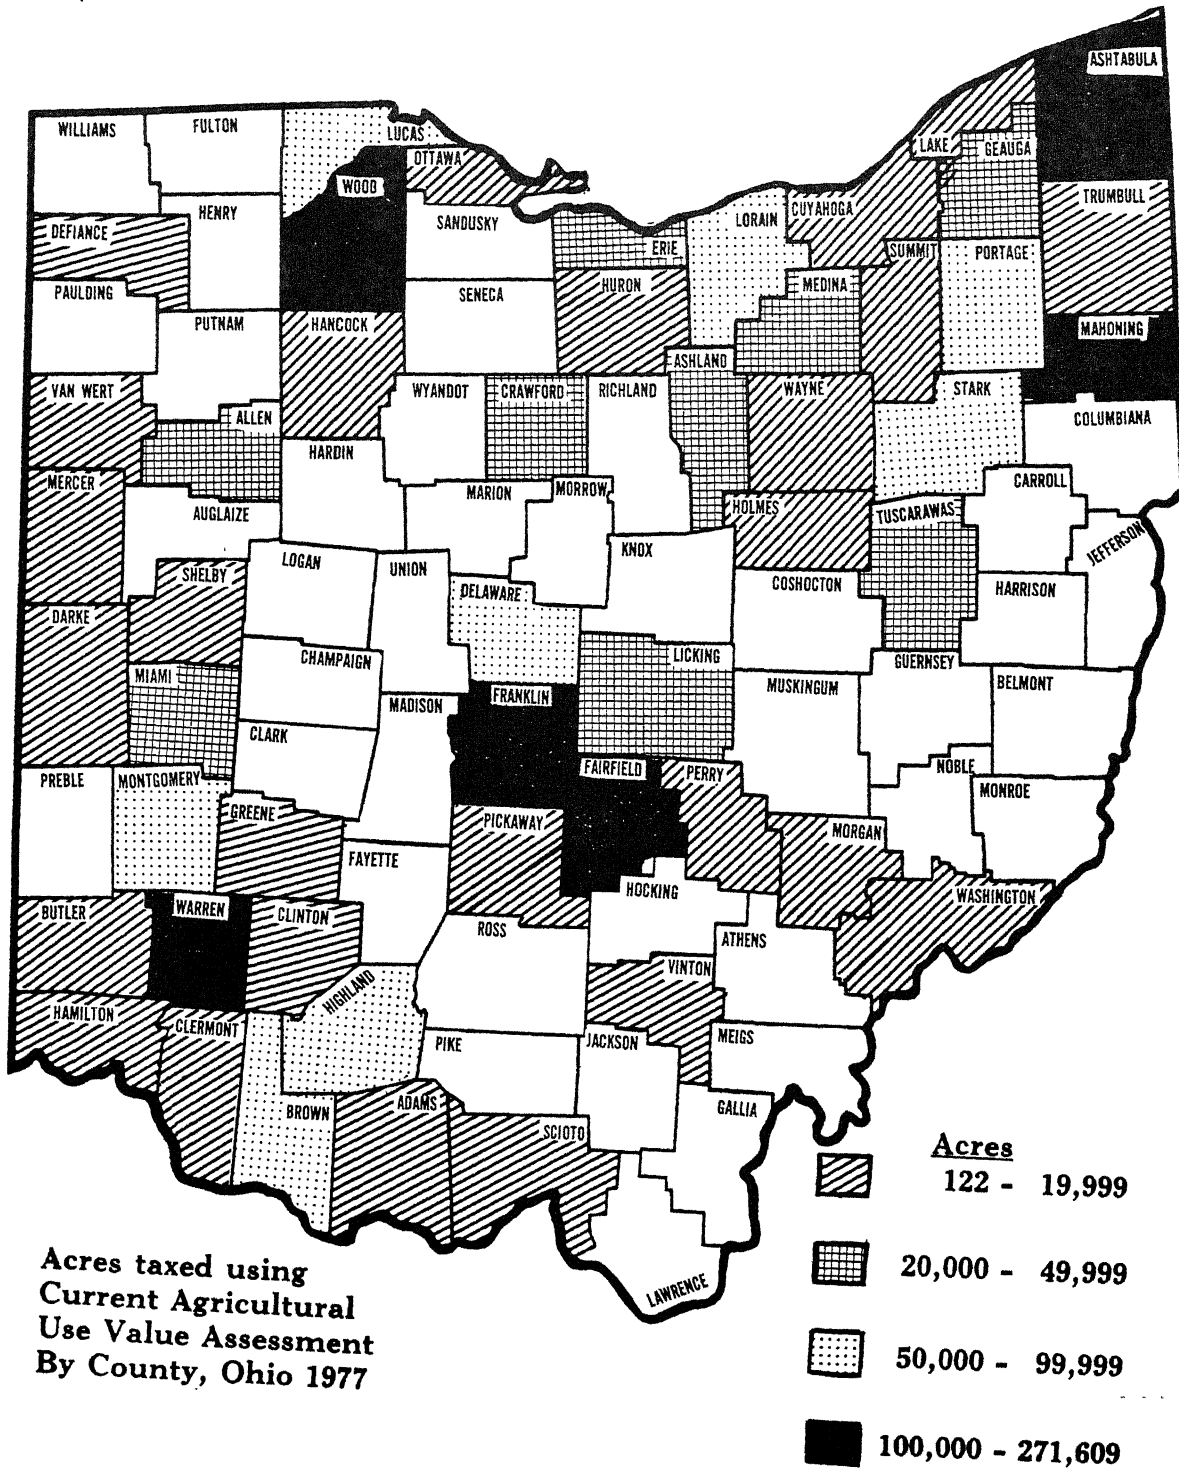 ASHTABULA
WILLIAMS
FULTON
LUCAS
LAKE
GEAUGA
OTTAWA
WOOD
TRUMBULL
HENRY
SANDUSKY
LORAIN
CUYAHOGA
DEFIANCE
ERIE
SUMMIT
PORTAGE
PAULDING
SENECA
HURON
MEDINA
PUTNAM
HANCOCK
MAHONING
ASHLAND
VAN WERT
WYANDOT
CRAWFORD
RICHLAND
WAYNE
STARK
ALLEN
COLUMBIANA
HARDIN
MERCER
MARION
MORROW
CARROLL
AUGLAIZE
HOLMES
TUSCARAWAS
JEFFERSON
KNOX
LOGAN
UNION
SHELBY
COSHOCTON
HARRISON
DELAWARE
DARKE
CHAMPAIGN
LICKING
GUERNSEY
MIAMI
MUSKINGUM
BELMONT
FRANKLIN
MADISON
CLARK
FAIRFIELD
NOBLE
PERRY
PREBLE
MONTGOMERY
MONROE
GREENE
PICKAWAY
MORGAN
FAYETTE
HOCKING
WASHINGTON
BUTLER
WARREN
CLINTON
ROSS
ATHENS
VINTON
HIGHLAND
HAMILTON
CLERMONT
PIKE
JACKSON
MEIGS
BROWN
ADAMS
GALLIA
SCIOTO
LAWRENCE
Acres
122 - 19,999
20,000 - 49,999
50,000 - 99,999
100,000 - 271,609
Acres taxed using
Current Agricultural
Use Value Assessment
By County, Ohio 1977